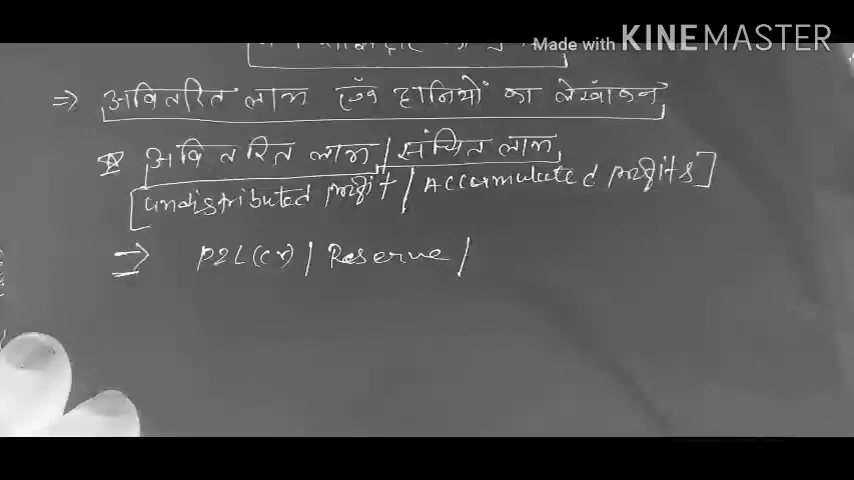 Made with KINEMASTER
⇒ अवितरित लाभ एवं हानियों का लेखांकन
* अवितरित लाभ / संचित लाभ
[undistributed profit / Accumulated profits]
⇒ P&L(Cr) / Reserve /